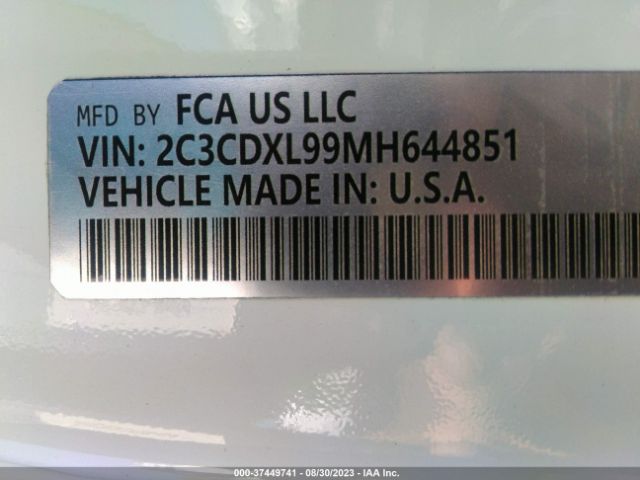 MFD BY FCA US LLC
VIN: 2C3CDXL99MH644851
VEHICLE MADE IN: U.S.A.
000-37449741 - 08/30/2023 - IAA Inc.